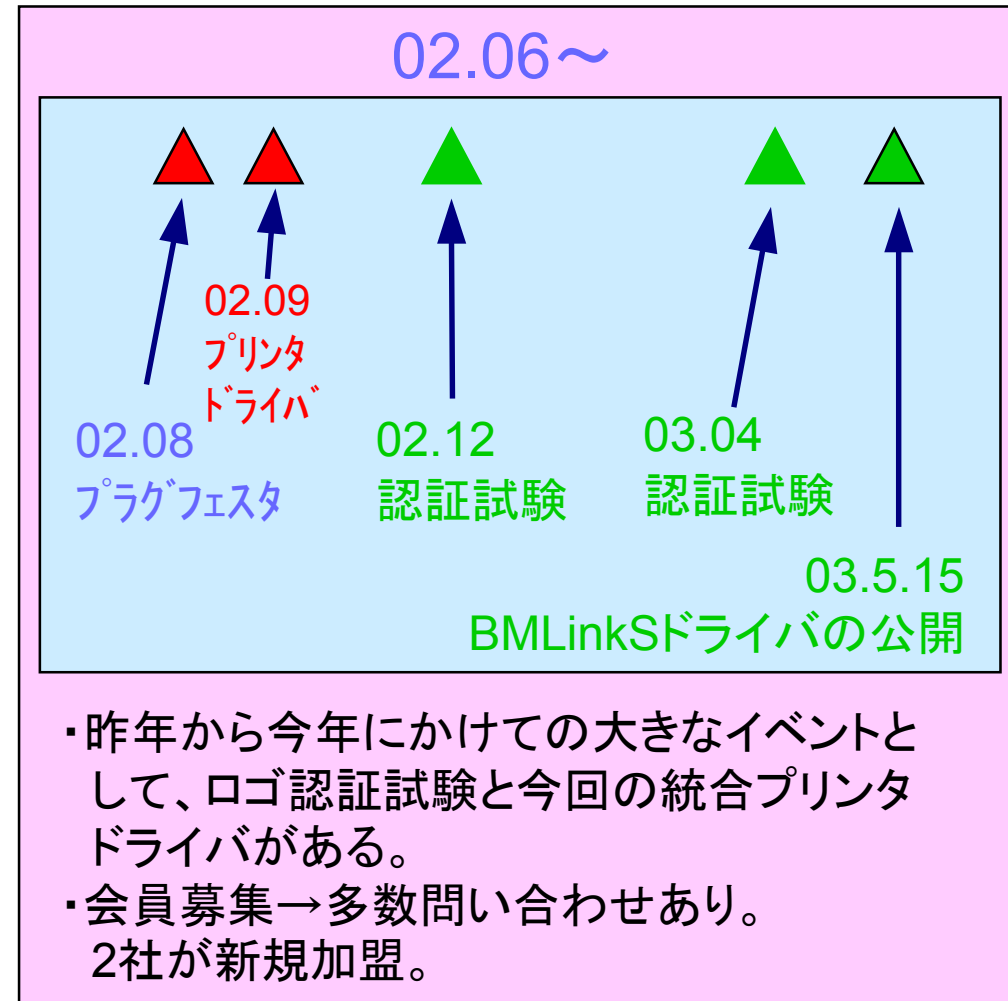 02.06～
02.09
ﾌﾟﾘﾝﾀ
ﾄﾞﾗｲﾊﾞ
02.08
ﾌﾟﾗｸﾞﾌｪｽﾀ
02.12
認証試験
03.04
認証試験
03.5.15
BMLinkSドライバの公開
・昨年から今年にかけての大きなイベントと
して、ロゴ認証試験と今回の統合プリンタ
ドライバがある。
・会員募集→多数問い合わせあり。
2社が新規加盟。